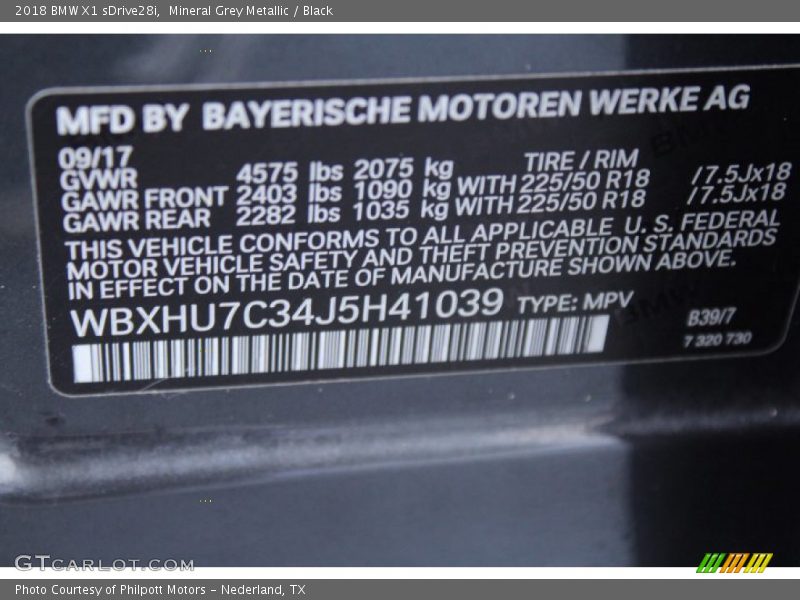 2018 BMW X1 sDrive28i,  Mineral Grey Metallic / Black
MFD BY BAYERISCHE MOTOREN WERKE AG
09/17 TIRE / RIM
GVWR 4575 lbs 2075 kg
GAWR FRONT 2403 lbs 1090 kg WITH 225/50 R18 /7.5Jx18
GAWR REAR 2282 lbs 1035 kg WITH 225/50 R18 /7.5Jx18
THIS VEHICLE CONFORMS TO ALL APPLICABLE U. S. FEDERAL
MOTOR VEHICLE SAFETY AND THEFT PREVENTION STANDARDS
IN EFFECT ON THE DATE OF MANUFACTURE SHOWN ABOVE.
WBXHU7C34J5H41039 TYPE: MPV
B39/7
7 320 730
GTCARLOT.COM
Photo Courtesy of Philpott Motors – Nederland, TX